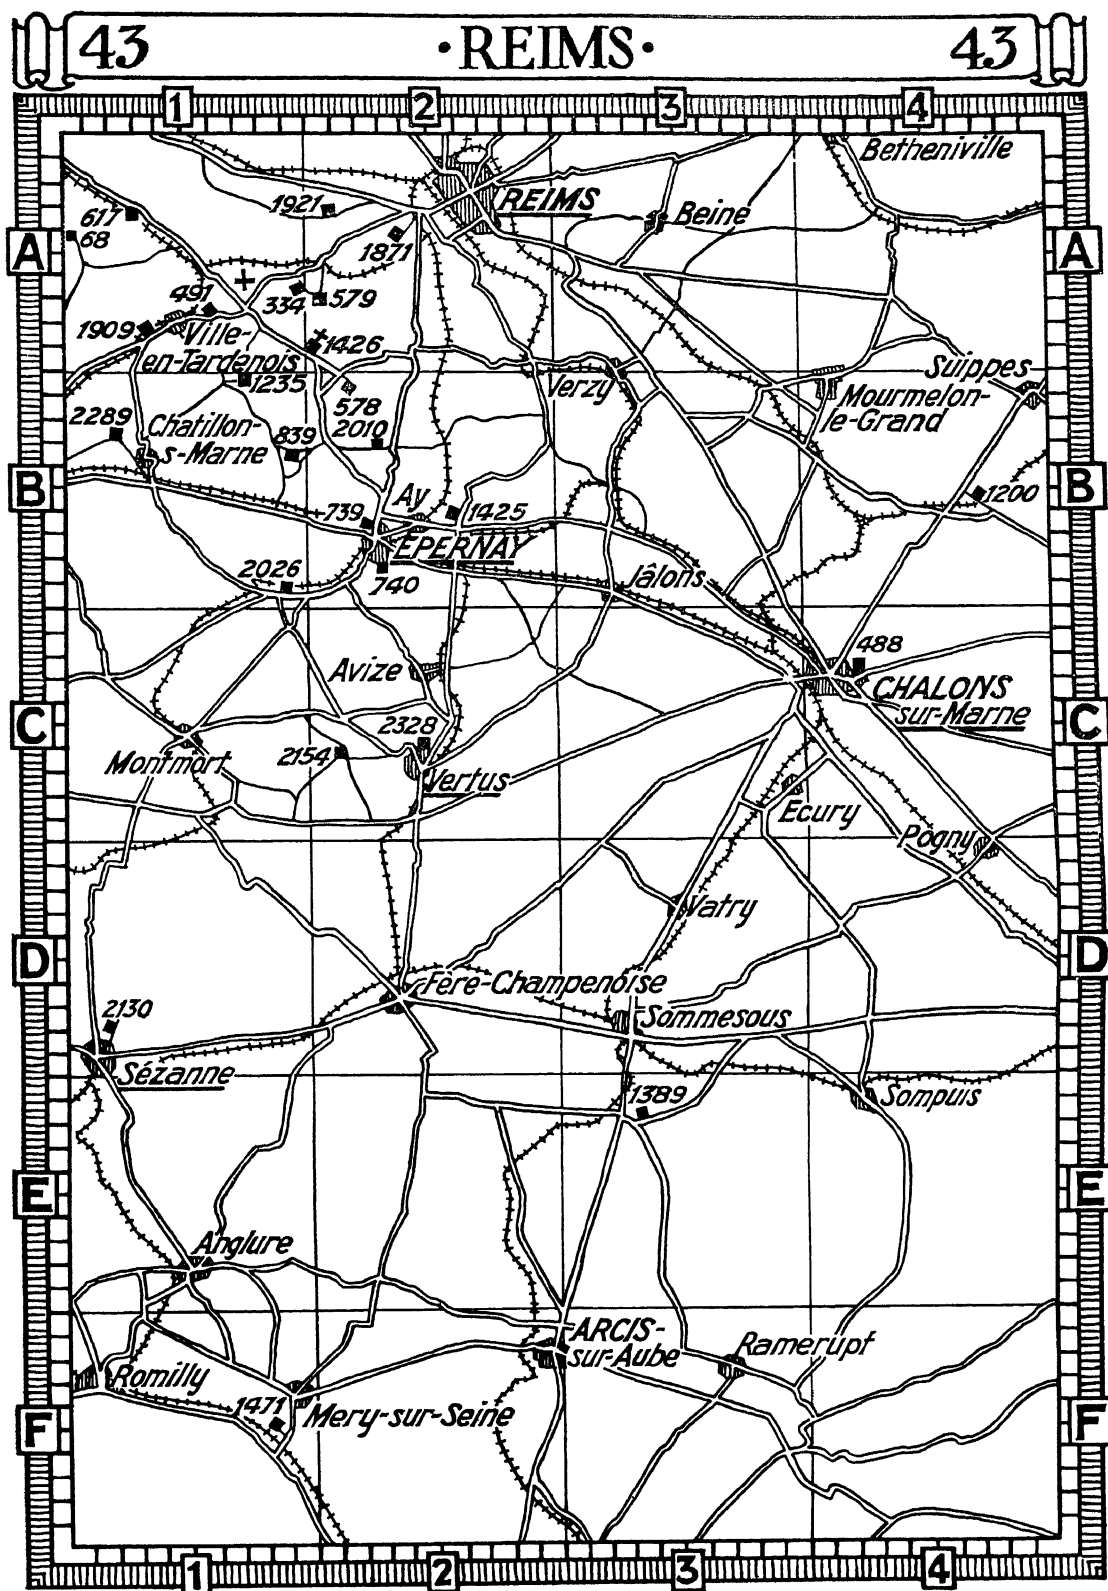 43 ·REIMS· 43
1 2 3 4
Betheniville
1921
REIMS
617
68
Beine
1871
A A
491
334
579
1909
Ville-
en-Tardenois
1426
1235
578
Verzy
Suippes
Mourmelon-
le-Grand
2289
Chatillon-
s-Marne
839
2010
B B
Ay
739
1425
1200
EPERNAY
740
2026
Jâlons
Avize
488
CHALONS
sur-Marne
C C
2328
2154
Montmort
Vertus
Ecury
Pogny
Vatry
D D
Fère-Champenoise
2130
Sommesous
Sézanne
1389
Sompuis
E E
Anglure
ARCIS-
sur-Aube
Ramerupt
Romilly
1471
Mery-sur-Seine
F F
1 2 3 4